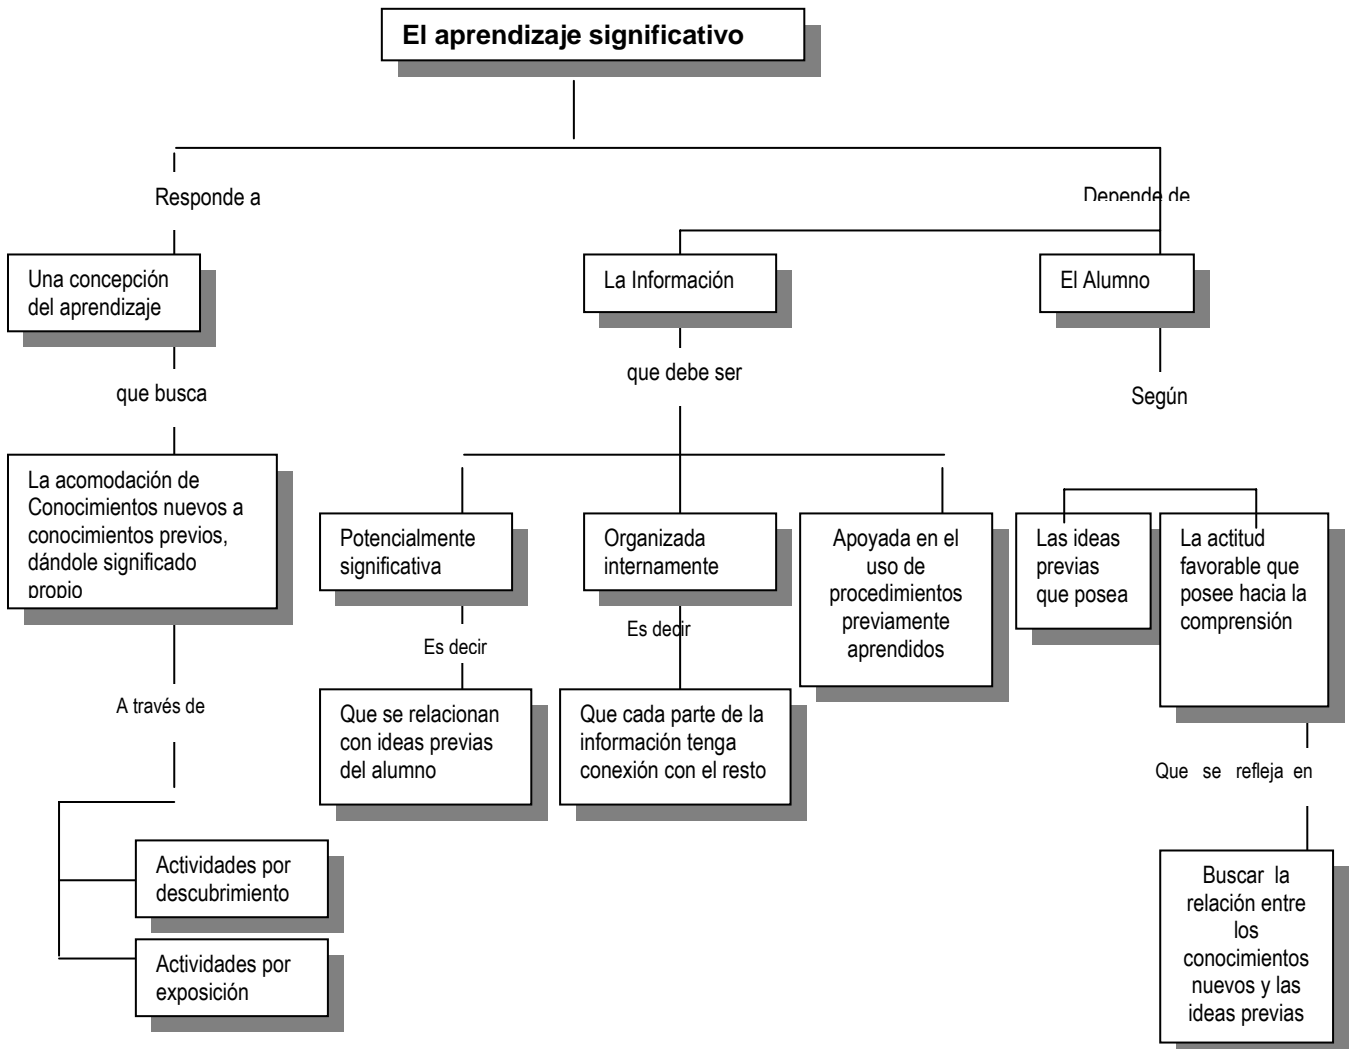 El aprendizaje significativo
Responde a
Depende de
Una concepción
del aprendizaje
La Información
El Alumno
que busca
que debe ser
Según
La acomodación de
Conocimientos nuevos a
conocimientos previos,
dándole significado
propio
Potencialmente
significativa
Organizada
internamente
Apoyada en el
uso de
procedimientos
previamente
aprendidos
Las ideas
previas
que posea
La actitud
favorable que
posee hacia la
comprensión
Es decir
Es decir
A través de
Que se relacionan
con ideas previas
del alumno
Que cada parte de la
información tenga
conexión con el resto
Que se refleja en
Actividades por
descubrimiento
Actividades por
exposición
Buscar la
relación entre
los
conocimientos
nuevos y las
ideas previas